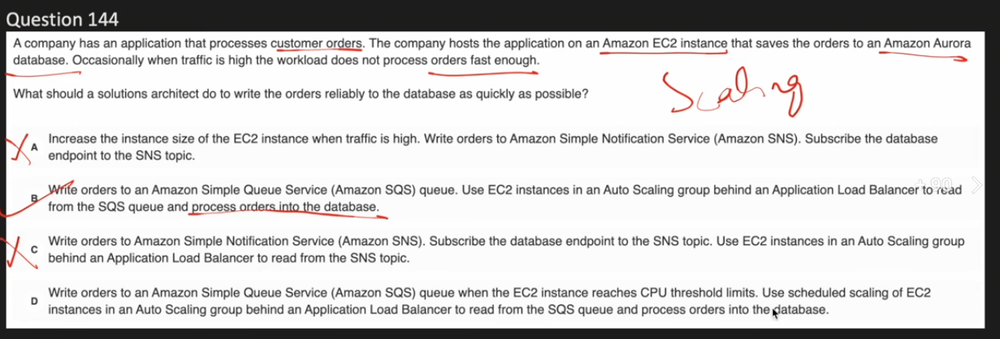 Question 144
A company has an application that processes customer orders. The company hosts the application on an Amazon EC2 instance that saves the orders to an Amazon Aurora
database. Occasionally when traffic is high the workload does not process orders fast enough.
Scaling
What should a solutions architect do to write the orders reliably to the database as quickly as possible?
A Increase the instance size of the EC2 instance when traffic is high. Write orders to Amazon Simple Notification Service (Amazon SNS). Subscribe the database
endpoint to the SNS topic.
B Write orders to an Amazon Simple Queue Service (Amazon SQS) queue. Use EC2 instances in an Auto Scaling group behind an Application Load Balancer to read
from the SQS queue and process orders into the database.
C Write orders to Amazon Simple Notification Service (Amazon SNS). Subscribe the database endpoint to the SNS topic. Use EC2 instances in an Auto Scaling group
behind an Application Load Balancer to read from the SNS topic.
D Write orders to an Amazon Simple Queue Service (Amazon SQS) queue when the EC2 instance reaches CPU threshold limits. Use scheduled scaling of EC2
instances in an Auto Scaling group behind an Application Load Balancer to read from the SQS queue and process orders into the database.